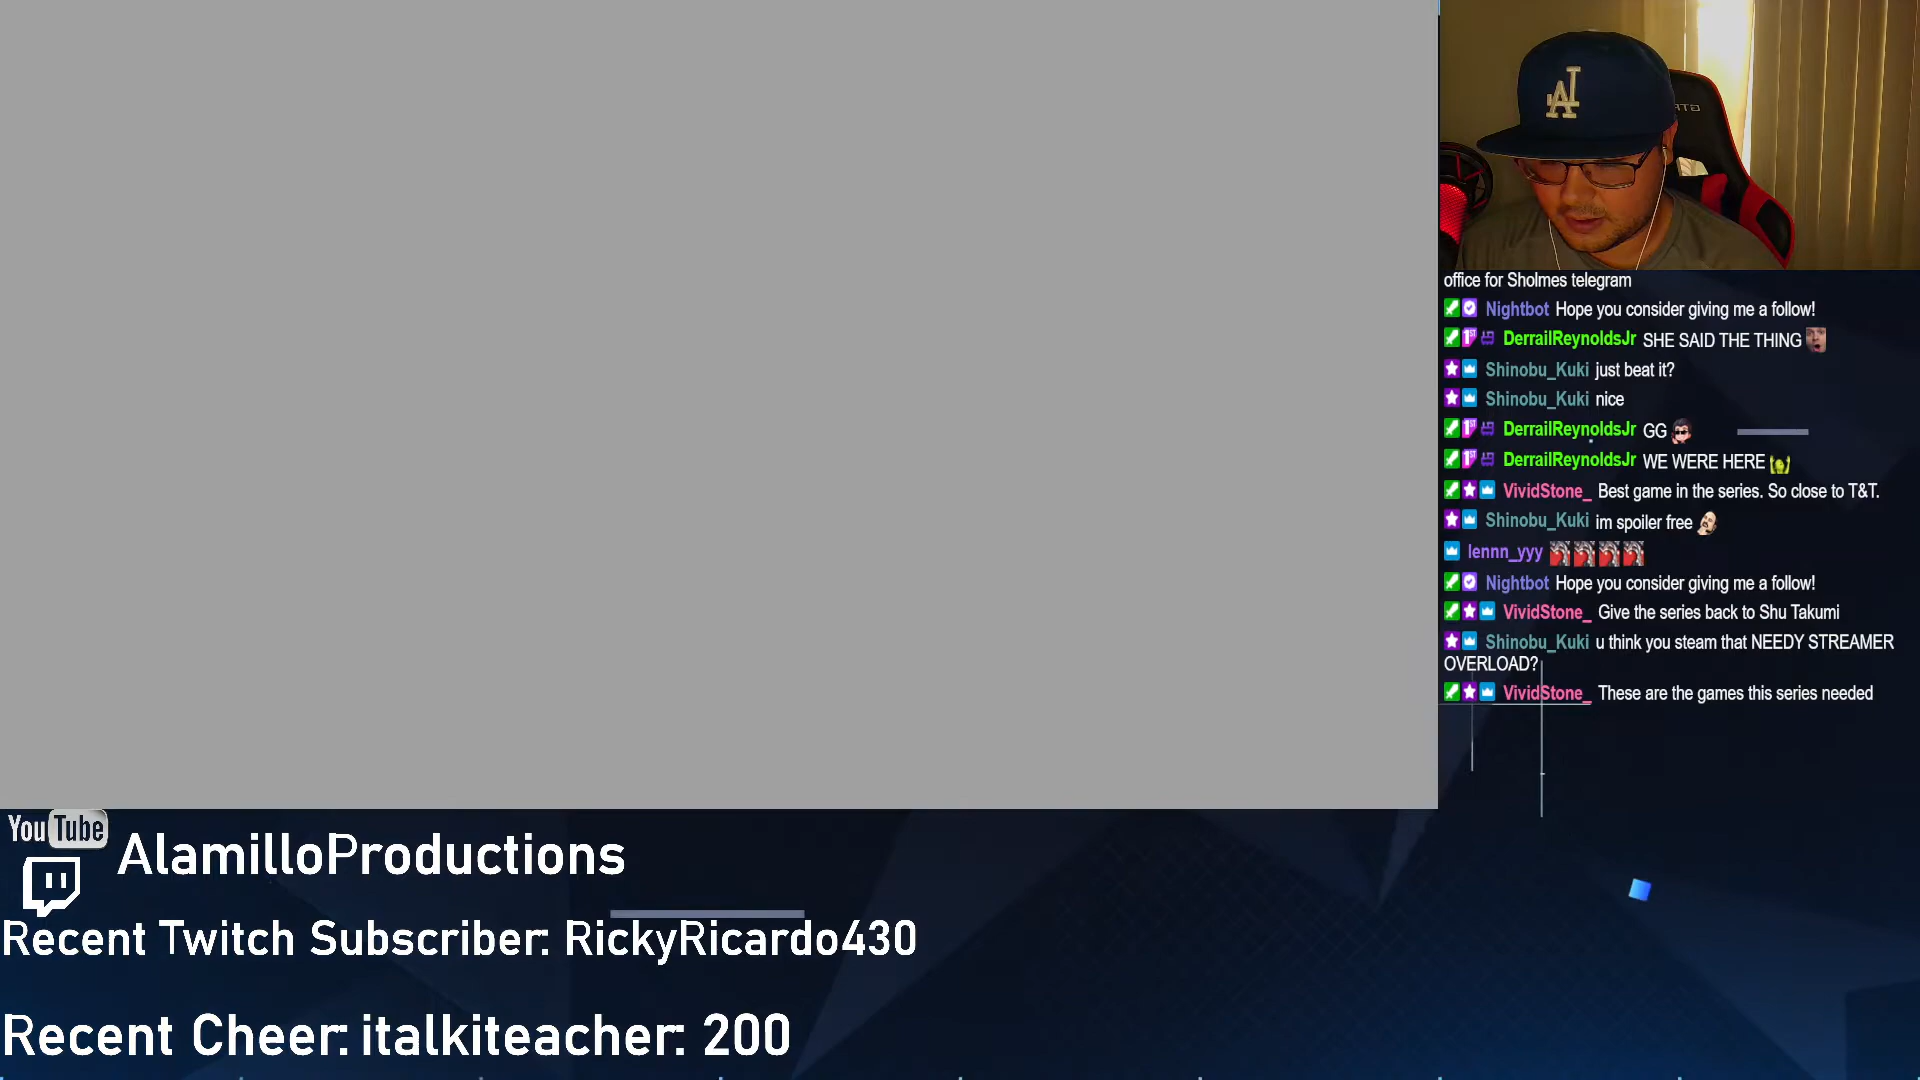 office for Sholmes telegram
Nightbot Hope you consider giving me a follow!
DerrailReynoldsJr SHE SAID THE THING
Shinobu_Kuki just beat it?
Shinobu_Kuki nice
DerrailReynoldsJr GG
DerrailReynoldsJr WE WERE HERE
VividStone_ Best game in the series. So close to T&T.
Shinobu_Kuki im spoiler free
lennn_yyy
Nightbot Hope you consider giving me a follow!
VividStone_ Give the series back to Shu Takumi
Shinobu_Kuki u think you steam that NEEDY STREAMER
OVERLOAD?
VividStone_ These are the games this series needed
YouTube
AlamilloProductions
Recent Twitch Subscriber: RickyRicardo430
Recent Cheer: italkiteacher: 200